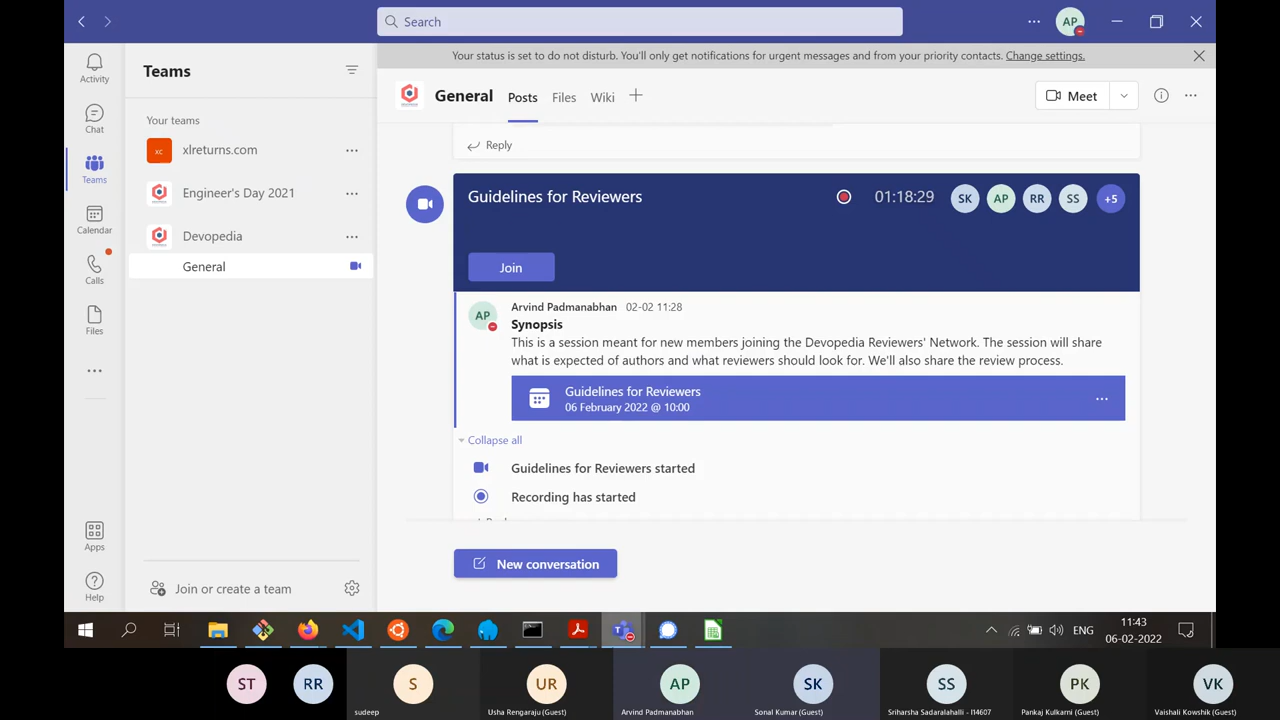 Search
AP
Your status is set to do not disturb. You'll only get notifications for urgent messages and from your priority contacts. Change settings.
Activity
Chat
Teams
Calendar
Calls
Files
Apps
Help
Teams
Your teams
xc
xlreturns.com
Engineer's Day 2021
Devopedia
General
Join or create a team
General
Posts
Files
Wiki
Meet
Reply
Guidelines for Reviewers
01:18:29
SK
AP
RR
SS
+5
Join
AP
Arvind Padmanabhan 02-02 11:28
Synopsis
This is a session meant for new members joining the Devopedia Reviewers' Network. The session will share
what is expected of authors and what reviewers should look for. We'll also share the review process.
Guidelines for Reviewers
06 February 2022 @ 10:00
Collapse all
Guidelines for Reviewers started
Recording has started
New conversation
ENG
11:43
06-02-2022
ST
RR
S
sudeep
UR
Usha Rengaraju (Guest)
AP
Arvind Padmanabhan
SK
Sonal Kumar (Guest)
SS
Sriharsha Sadaralahalli - I14607
PK
Pankaj Kulkarni (Guest)
VK
Vaishali Kowshik (Guest)